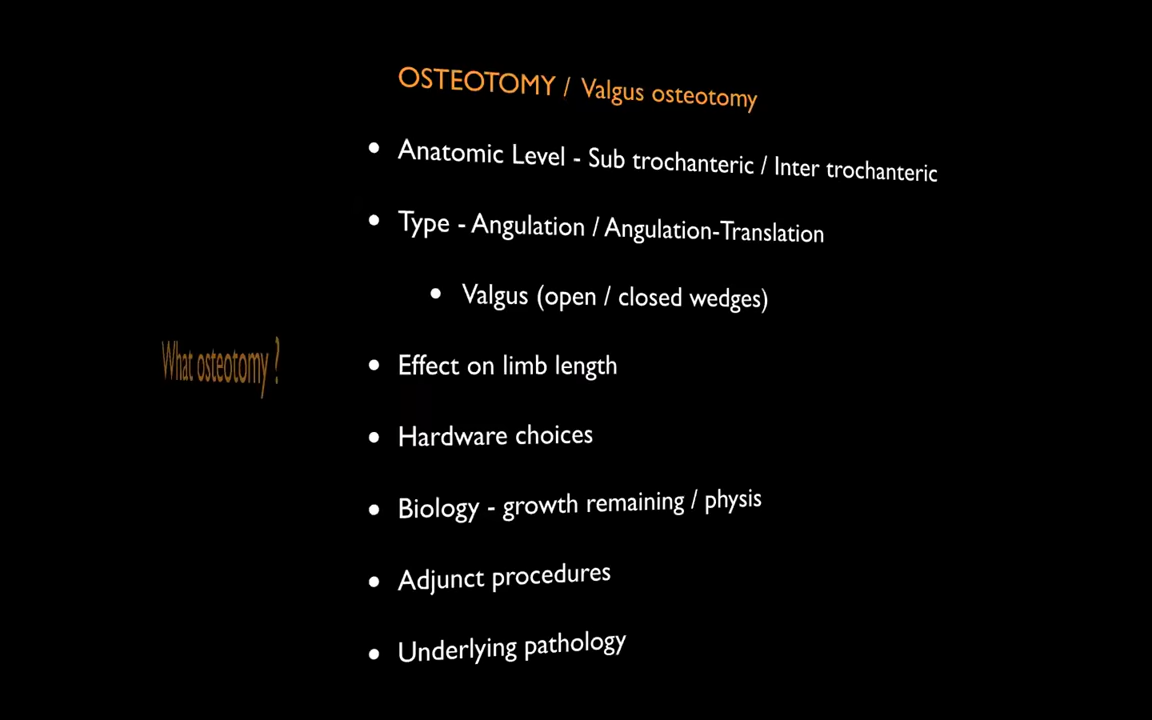 OSTEOTOMY / Valgus osteotomy
• Anatomic Level - Sub trochanteric / Inter trochanteric
• Type - Angulation / Angulation-Translation
• Valgus (open / closed wedges)
What osteotomy ?
• Effect on limb length
• Hardware choices
• Biology - growth remaining / physis
• Adjunct procedures
• Underlying pathology